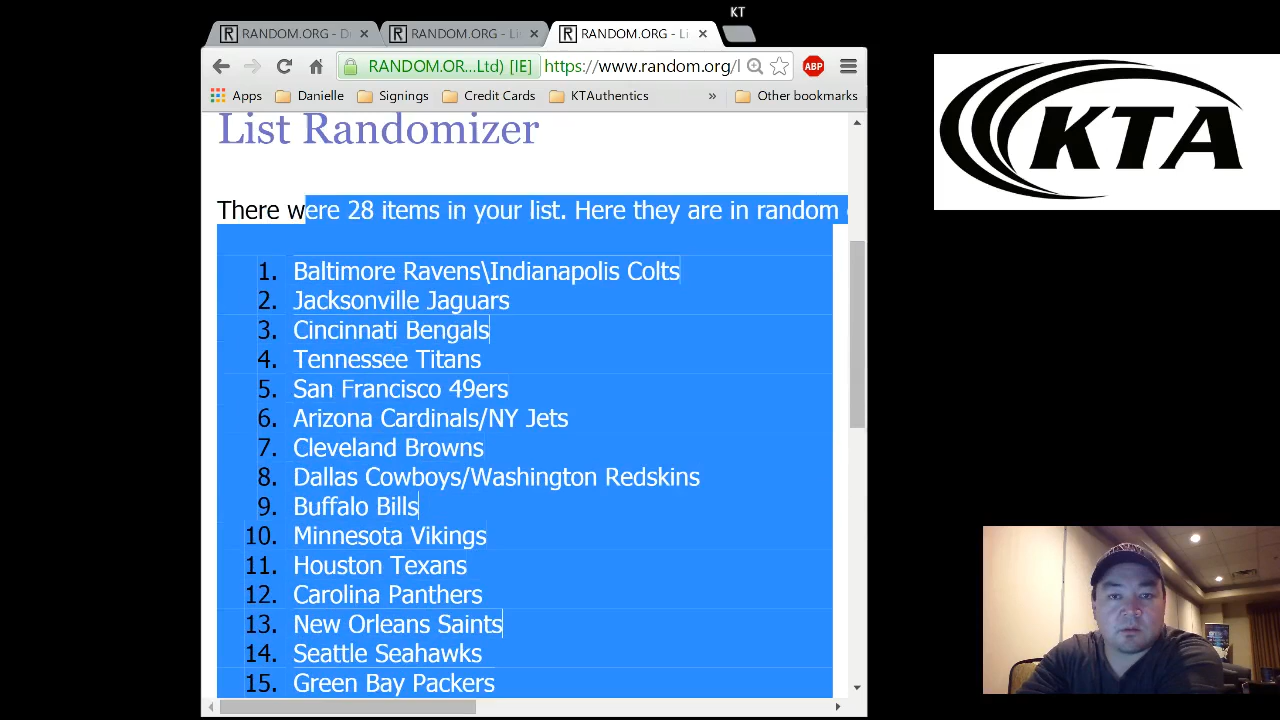 KT
RANDOM.ORG - D
RANDOM.ORG - Li
RANDOM.ORG - Li
RANDOM.OR...Ltd) [IE]
https://www.random.org/l
ABP
Apps
Danielle
Signings
Credit Cards
KTAuthentics
»
Other bookmarks
List Randomizer
There were 28 items in your list. Here they are in random
1. Baltimore Ravens\Indianapolis Colts
2. Jacksonville Jaguars
3. Cincinnati Bengals
4. Tennessee Titans
5. San Francisco 49ers
6. Arizona Cardinals/NY Jets
7. Cleveland Browns
8. Dallas Cowboys/Washington Redskins
9. Buffalo Bills
10. Minnesota Vikings
11. Houston Texans
12. Carolina Panthers
13. New Orleans Saints
14. Seattle Seahawks
15. Green Bay Packers
KTA